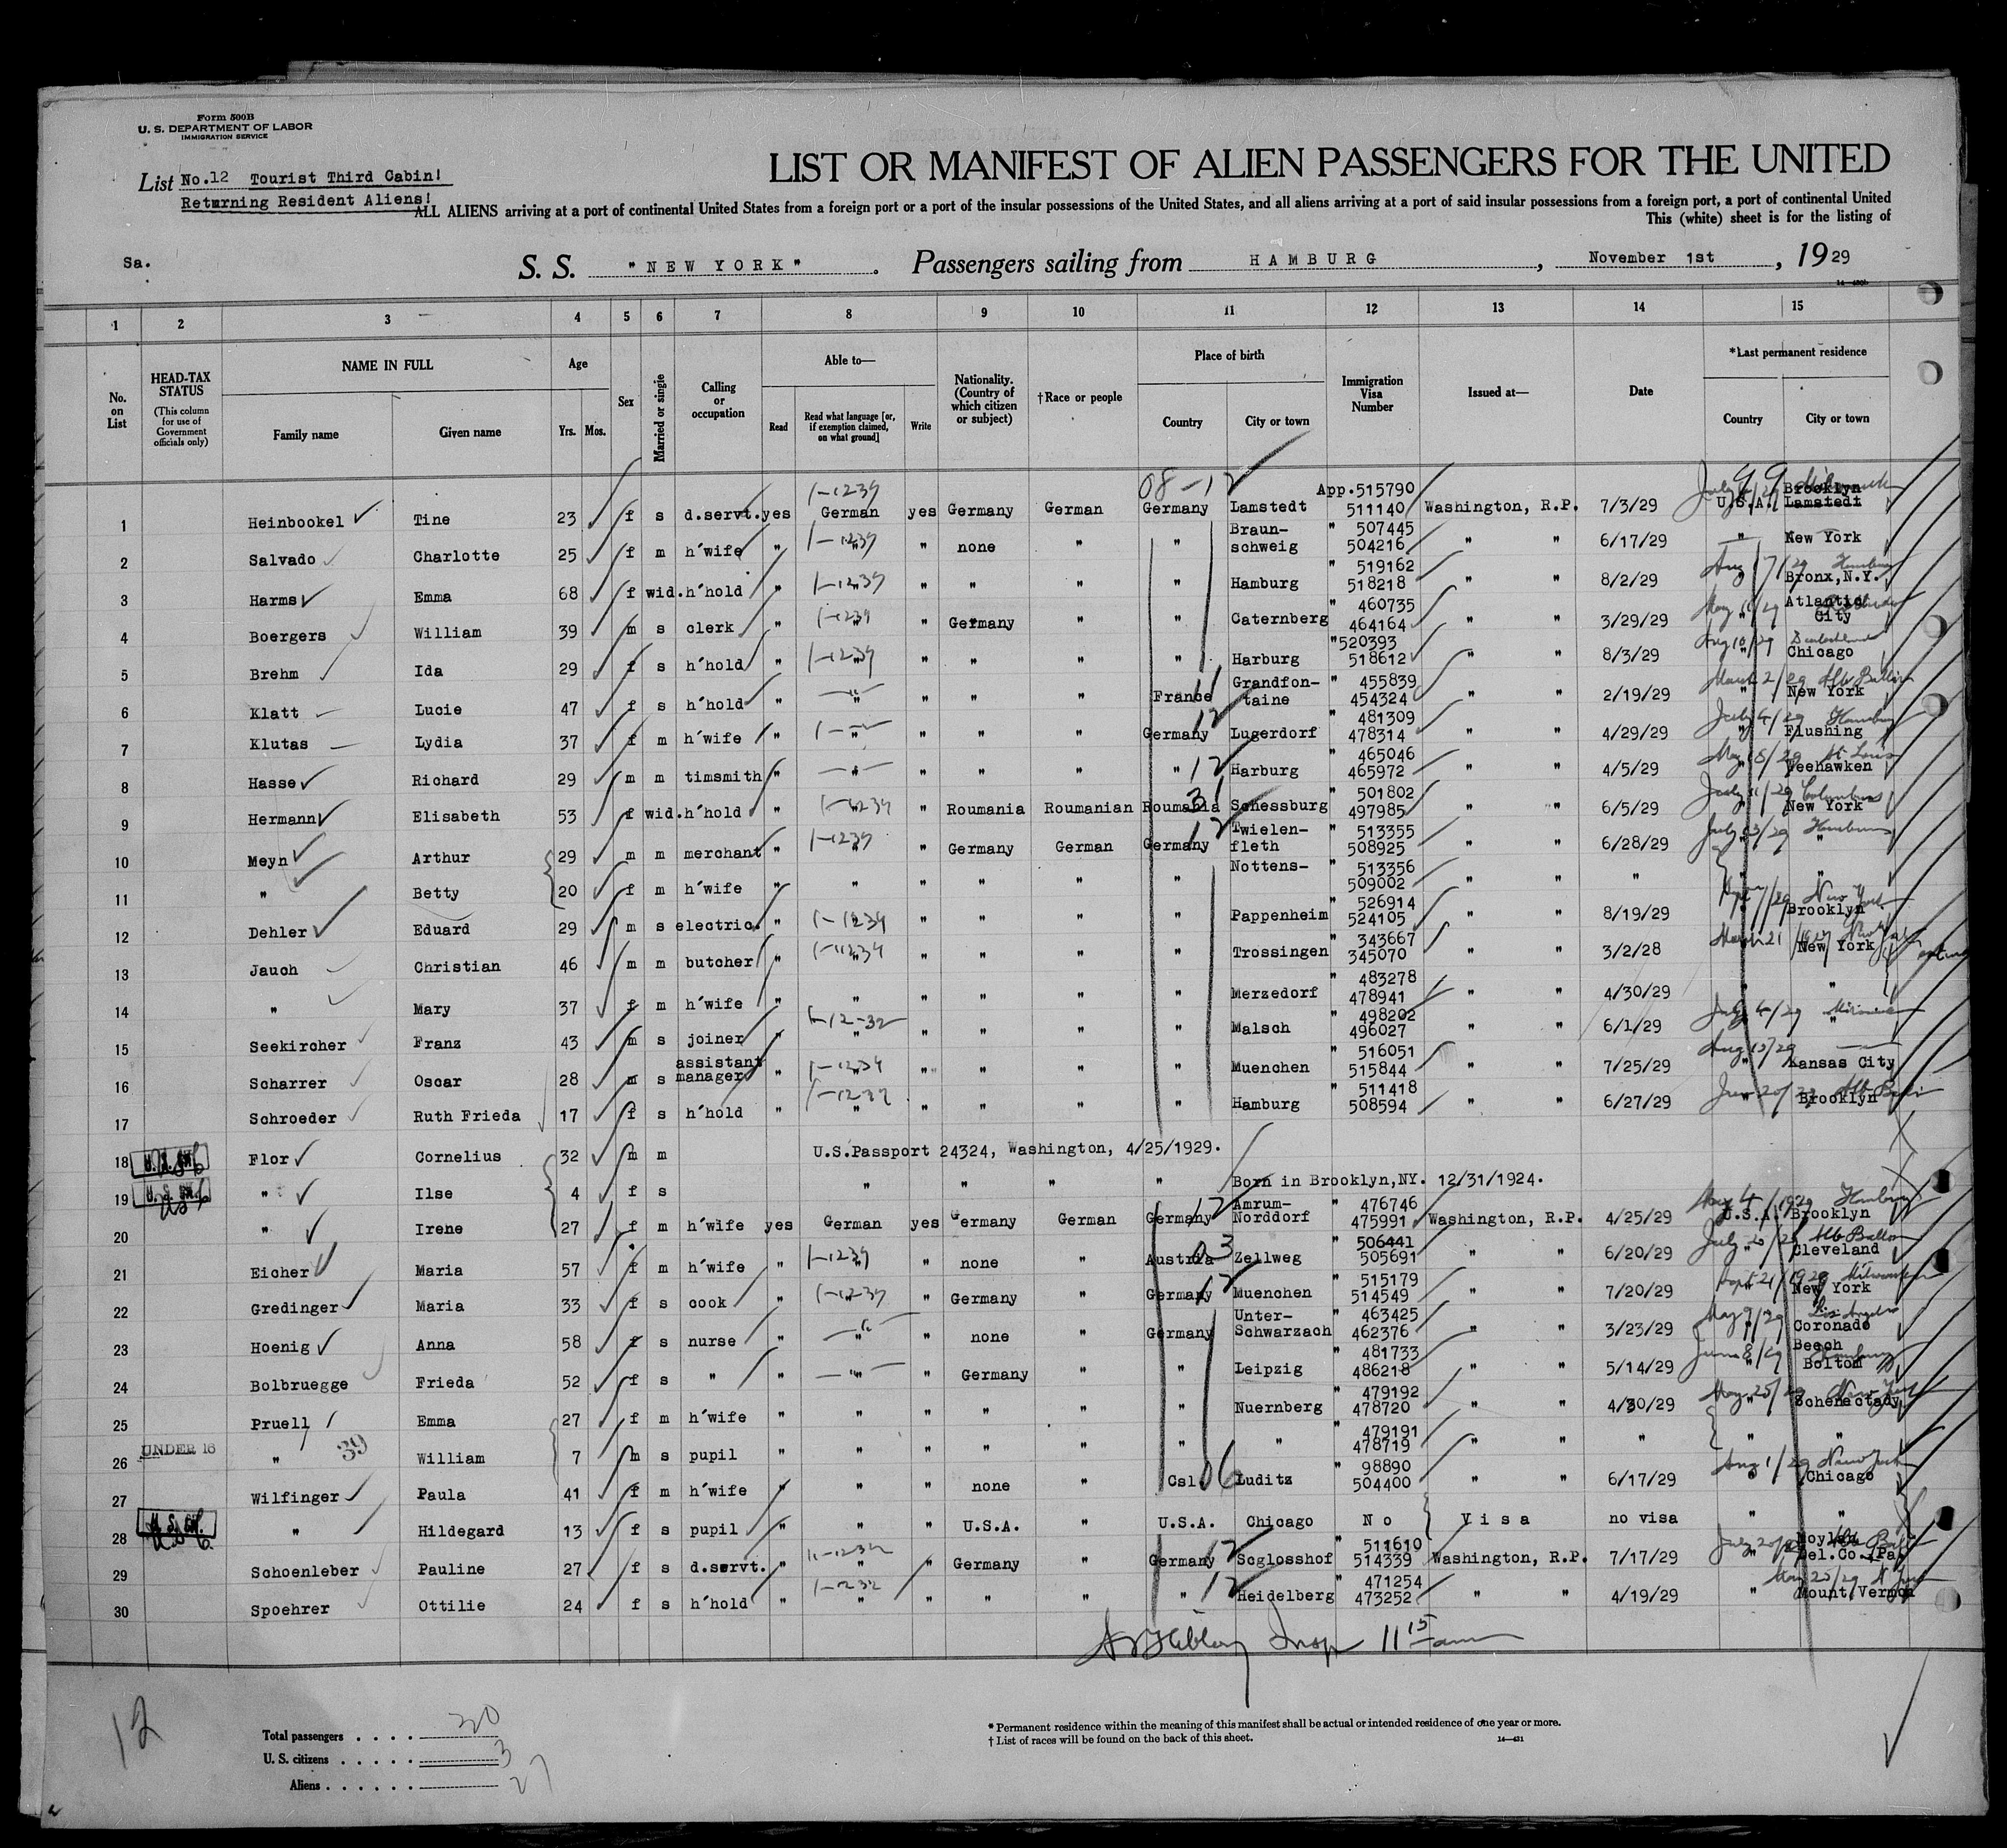 Form 500B
U. S. DEPARTMENT OF LABOR
IMMIGRATION SERVICE
List No.12 Tourist Third Cabin!
Returning Resident Aliens!
LIST OR MANIFEST OF ALIEN PASSENGERS FOR THE UNITED
ALL ALIENS arriving at a port of continental United States from a foreign port or a port of the insular possessions of the United States, and all aliens arriving at a port of said insular possessions from a foreign port, a port of continental United
This (white) sheet is for the listing of
Sa.
S. S. "NEW YORK". Passengers sailing from HAMBURG, November 1st, 1929
1 2 3 4 5 6 7 8 9 10 11 12 13 14 15
No. on List
HEAD-TAX STATUS (This column for use of Government officials only)
NAME IN FULL
Family name Given name
Age
Yrs. Mos.
Sex
Married or single
Calling or occupation
Able to—
Read
Read what language [or, if exemption claimed, on what ground]
Write
Nationality. (Country of which citizen or subject)
†Race or people
Place of birth
Country City or town
Immigration Visa Number
Issued at—
Date
*Last permanent residence
Country City or town
08-12
1 Heinbookel Tine 23 f s d.servt. yes German yes Germany German Germany Lamstedt App.515790 511140 Washington, R.P. 7/3/29 U.S.A. Brooklyn Lamstedt
2 Salvado Charlotte 25 f m h'wife " " " none " " Braun-schweig " 507445 504216 " " 6/17/29 " New York
3 Harms Emma 68 f wid. h'hold " " " " " " Hamburg " 519162 518218 " " 8/2/29 " Bronx,N.Y.
4 Boergers William 39 m s clerk " " " Germany " " Caternberg " 460735 464164 " " 3/29/29 " Atlantic City
5 Brehm Ida 29 f s h'hold " " " " " " Harburg "520393 518612 " " 8/3/29 " Chicago
6 Klatt Lucie 47 f s h'hold " " " " " France Grandfon-taine " 455839 454324 " " 2/19/29 " New York
7 Klutas Lydia 37 f m h'wife " " " " " Germany Lugerdorf " 481309 478314 " " 4/29/29 " Flushing
8 Hasse Richard 29 m m timsmith " " " " " " Harburg " 465046 465972 " " 4/5/29 " Weehawken
9 Hermann Elisabeth 53 f wid. h'hold " " " Roumania Roumanian Roumania Schessburg " 501802 497985 " " 6/5/29 " New York
10 Meyn Arthur 29 m m merchant " " " Germany German Germany Twielen-fleth " 513355 508925 " " 6/28/29 " "
11 " Betty 20 f m h'wife " " " " " " Nottens- " 513356 509002 " " " " "
12 Dehler Eduard 29 m s electric. " " " " " " Pappenheim " 526914 524105 " " 8/19/29 " Brooklyn
13 Jauch Christian 46 m m butcher " " " " " " Trossingen " 343667 345070 " " 3/2/28 " New York
14 " Mary 37 f m h'wife " " " " " " Merzedorf " 483278 478941 " " 4/30/29 " "
15 Seekircher Franz 43 m s joiner " " " " " " Malsch " 498202 496027 " " 6/1/29 " "
16 Scharrer Oscar 28 m s assistant manager " " " " " " Muenchen " 516051 515844 " " 7/25/29 " Kansas City
17 Schroeder Ruth Frieda 17 f s h'hold " " " " " " Hamburg " 511418 508594 " " 6/27/29 " Brooklyn
18 Flor Cornelius 32 m m U.S.Passport 24324, Washington, 4/25/1929.
19 " Ilse 4 f s " " " " Born in Brooklyn,NY. 12/31/1924.
20 " Irene 27 f m h'wife yes German yes Germany German Germany Amrum-Norddorf " 476746 475991 Washington, R.P. 4/25/29 U.S.A. Brooklyn
21 Eicher Maria 57 f m h'wife " " " none " Austria Zellweg " 506441 505691 " " 6/20/29 " Cleveland
22 Gredinger Maria 33 f s cook " " " Germany " Germany Muenchen " 515179 514549 " " 7/20/29 " New York
23 Hoenig Anna 58 f s nurse " " " none " Germany Unter-Schwarzach " 463425 462376 " " 3/23/29 " Coronado
24 Bolbruegge Frieda 52 f s " " " " Germany " " Leipzig " 481733 486218 " " 5/14/29 " Beech Bolton
25 Pruell Emma 27 f m h'wife " " " " " " Nuernberg " 479192 478720 " " 4/30/29 " Schenectady
UNDER 16
39
26 " William 7 m s pupil " " " " " " " " 479191 478719 " " " " "
27 Wilfinger Paula 41 f m h'wife " " " none " Csl. Luditz " 98890 504400 " " 6/17/29 " Chicago
28 " Hildegard 13 f s pupil " " " U.S.A. " U.S.A. Chicago No Visa no visa " "
29 Schoenleber Pauline 27 f s d.servt. " " " Germany " Germany Scglosshof " 511610 514339 Washington, R.P. 7/17/29 " Moylan Del.Co.,Pa.
30 Spoehrer Ottilie 24 f s h'hold " " " " " " Heidelberg " 471254 473252 " " 4/19/29 " Mount Vernon
Insp 11 15 am
12
Total passengers . . . . 30
U. S. citizens . . . . . 3
Aliens . . . . . . 27
* Permanent residence within the meaning of this manifest shall be actual or intended residence of one year or more.
† List of races will be found on the back of this sheet.
14—431